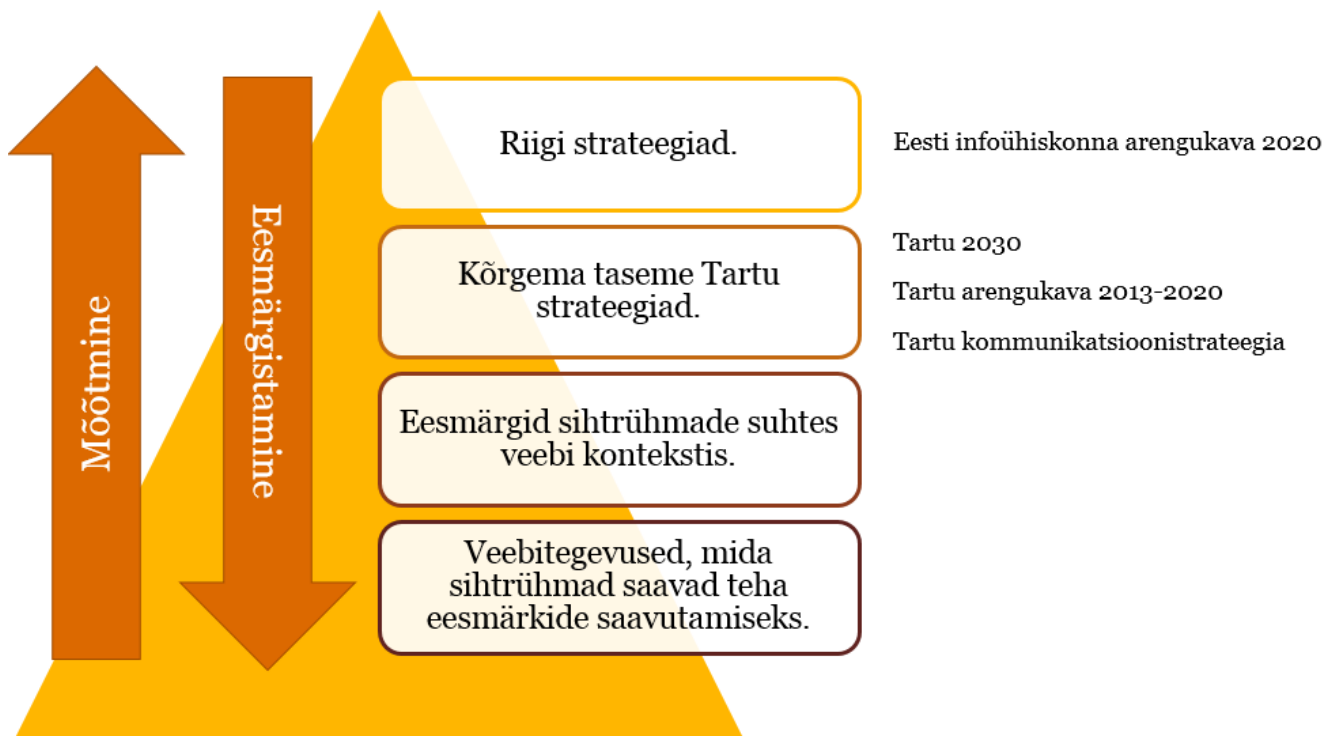 Mõõtmine
Eesmärgistamine
Riigi strateegiad.
Eesti infoühiskonna arengukava 2020
Kõrgema taseme Tartu
strateegiad.
Tartu 2030
Tartu arengukava 2013-2020
Tartu kommunikatsioonistrateegia
Eesmärgid sihtrühmade suhtes
veebi kontekstis.
Veebitegevused, mida
sihtrühmad saavad teha
eesmärkide saavutamiseks.